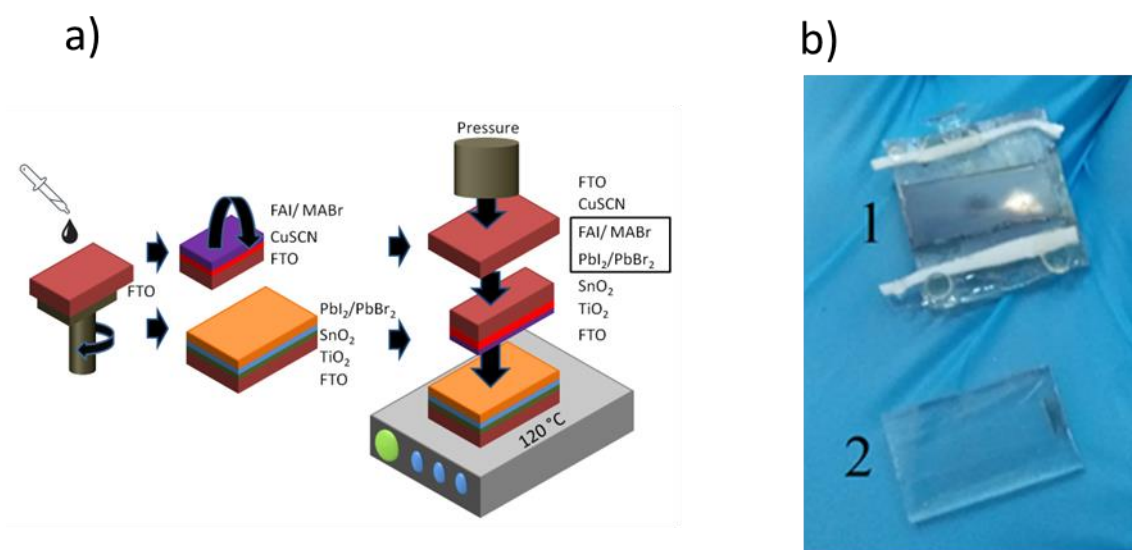 a)
b)
Pressure
FTO
CuSCN
FAI/ MABr
PbI₂/PbBr₂
SnO₂
TiO₂
FTO
FAI/ MABr
CuSCN
FTO
FTO
PbI₂/PbBr₂
SnO₂
TiO₂
FTO
120 °C
1
2